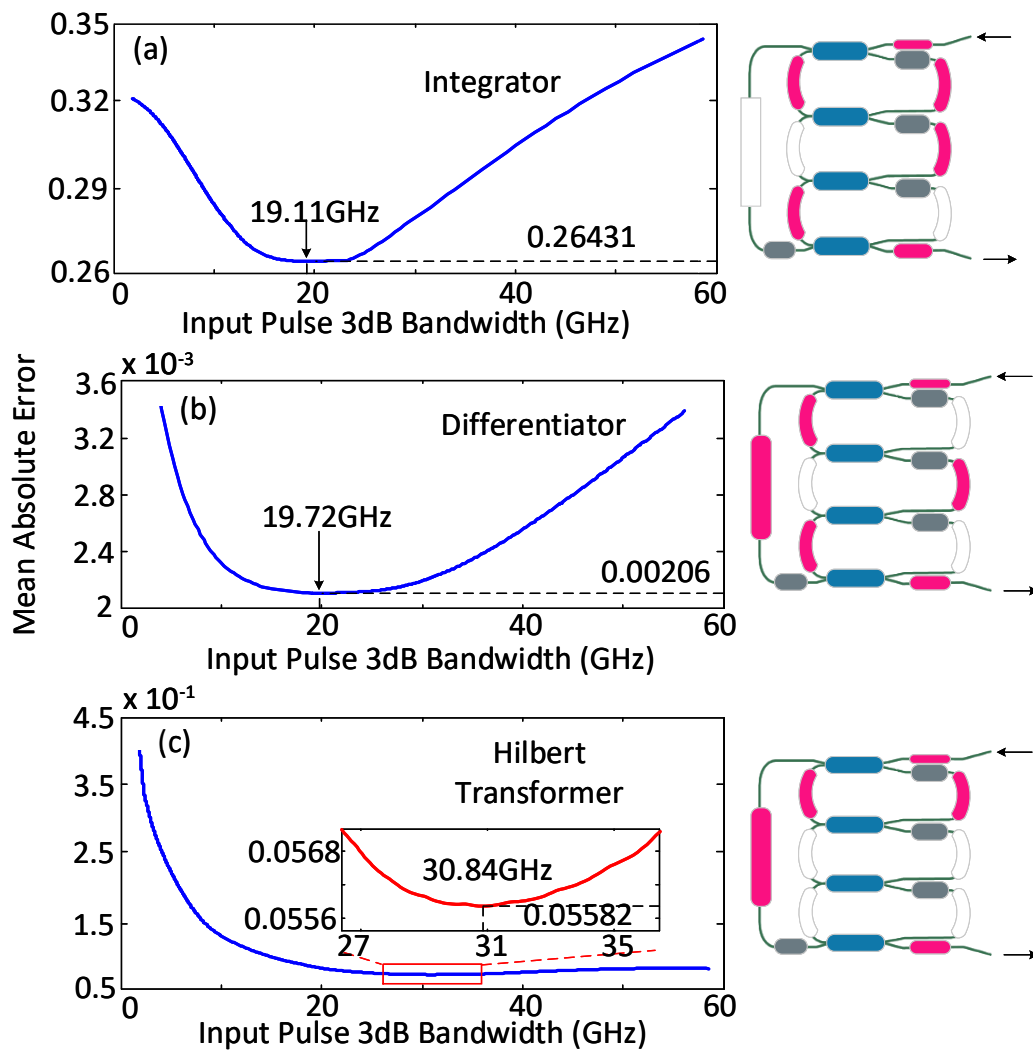 Mean Absolute Error
(a)
Integrator
0.35
0.32
0.29
0.26
19.11GHz
0.26431
0
20
40
60
Input Pulse 3dB Bandwidth (GHz)
x 10-3
(b)
Differentiator
3.6
3.2
2.8
2.4
2
19.72GHz
0.00206
0
20
40
60
Input Pulse 3dB Bandwidth (GHz)
x 10-1
(c)
Hilbert
Transformer
4.5
3.5
2.5
1.5
0.5
0.0568
0.0556
30.84GHz
0.05582
27
31
35
0
20
40
60
Input Pulse 3dB Bandwidth (GHz)